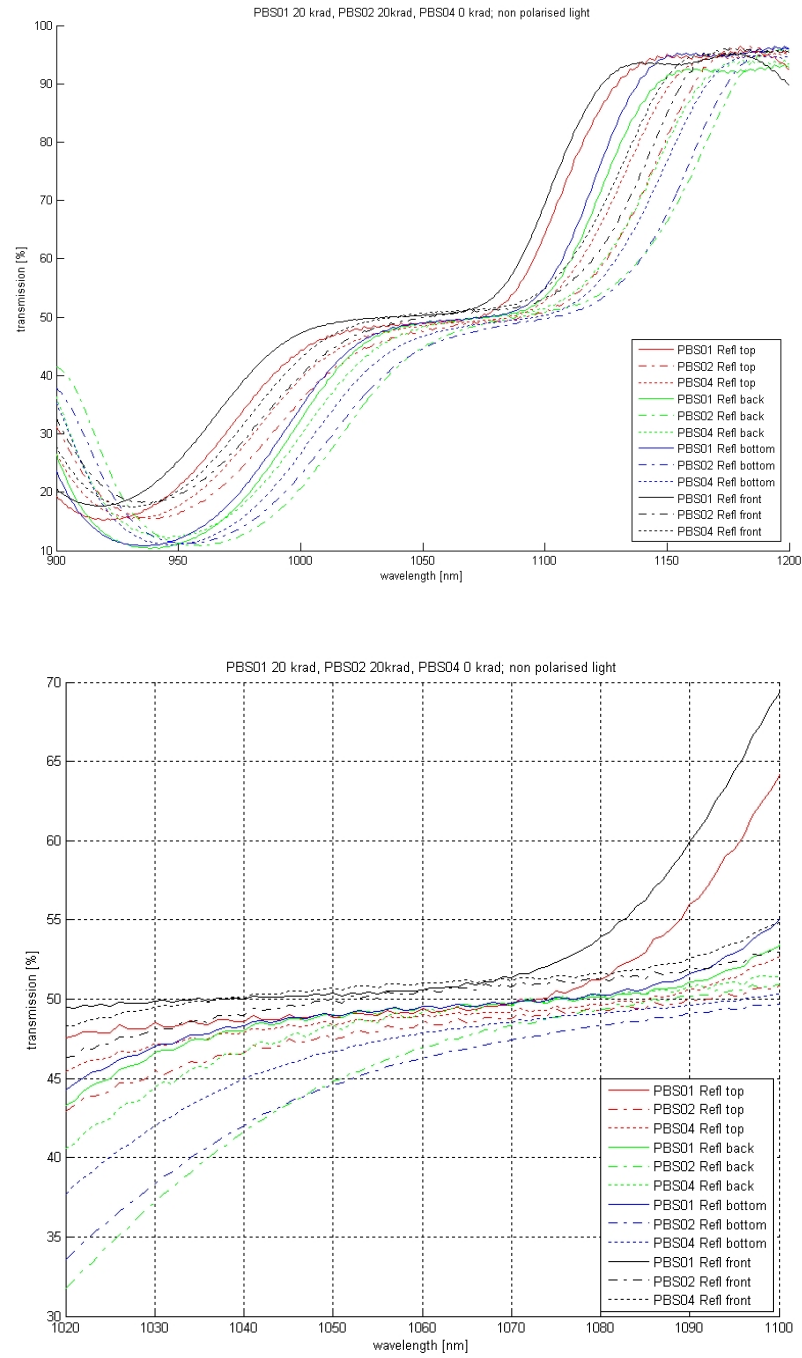 PBS01 20 krad, PBS02 20krad, PBS04 0 krad; non polarised light
100
90
80
70
60
50
40
30
20
10
transmission [%]
900
950
1000
1050
1100
1150
1200
wavelength [nm]
PBS01 Refl top
PBS02 Refl top
PBS04 Refl top
PBS01 Refl back
PBS02 Refl back
PBS04 Refl back
PBS01 Refl bottom
PBS02 Refl bottom
PBS04 Refl bottom
PBS01 Refl front
PBS02 Refl front
PBS04 Refl front
PBS01 20 krad, PBS02 20krad, PBS04 0 krad; non polarised light
70
65
60
55
50
45
40
35
30
transmission [%]
1020
1030
1040
1050
1060
1070
1080
1090
1100
wavelength [nm]
PBS01 Refl top
PBS02 Refl top
PBS04 Refl top
PBS01 Refl back
PBS02 Refl back
PBS04 Refl back
PBS01 Refl bottom
PBS02 Refl bottom
PBS04 Refl bottom
PBS01 Refl front
PBS02 Refl front
PBS04 Refl front